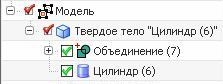 Модель
Твердое тело "Цилиндр (6)"
Объединение (7)
Цилиндр (6)